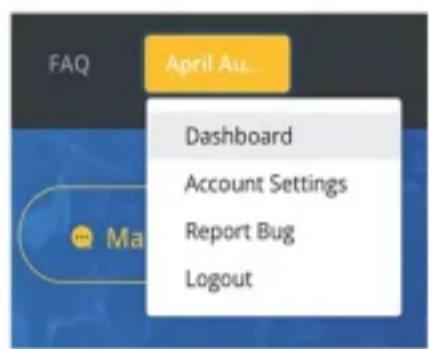 FAQ
April Au...
Dashboard
Account Settings
Report Bug
Logout
Ma